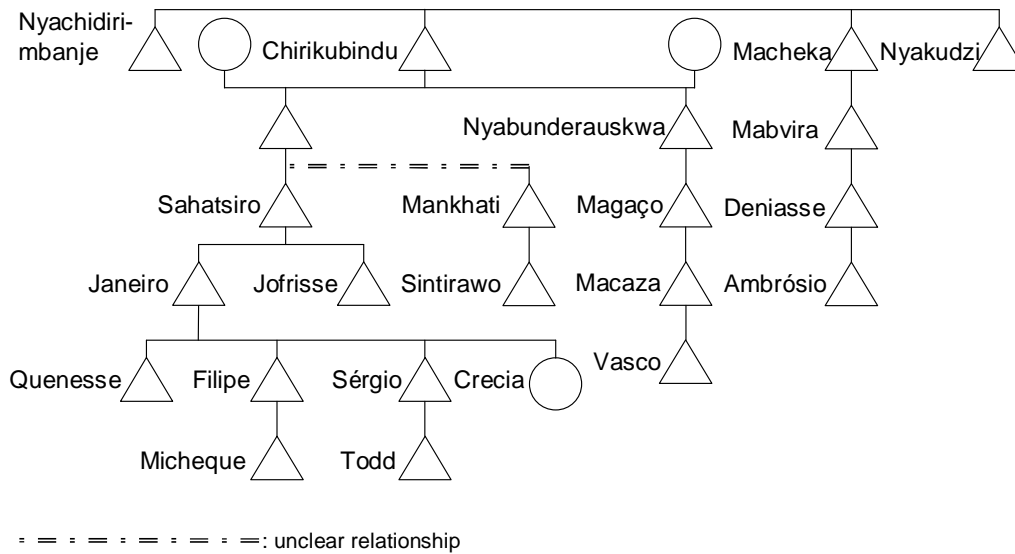 Nyachidiri-
mbanje
Chirikubindu
Macheka
Nyakudzi
Nyabunderauskwa
Mabvira
Sahatsiro
Mankhati
Magaço
Deniasse
Janeiro
Jofrisse
Sintirawo
Macaza
Ambrósio
Quenesse
Filipe
Sérgio
Crecia
Vasco
Micheque
Todd
: unclear relationship